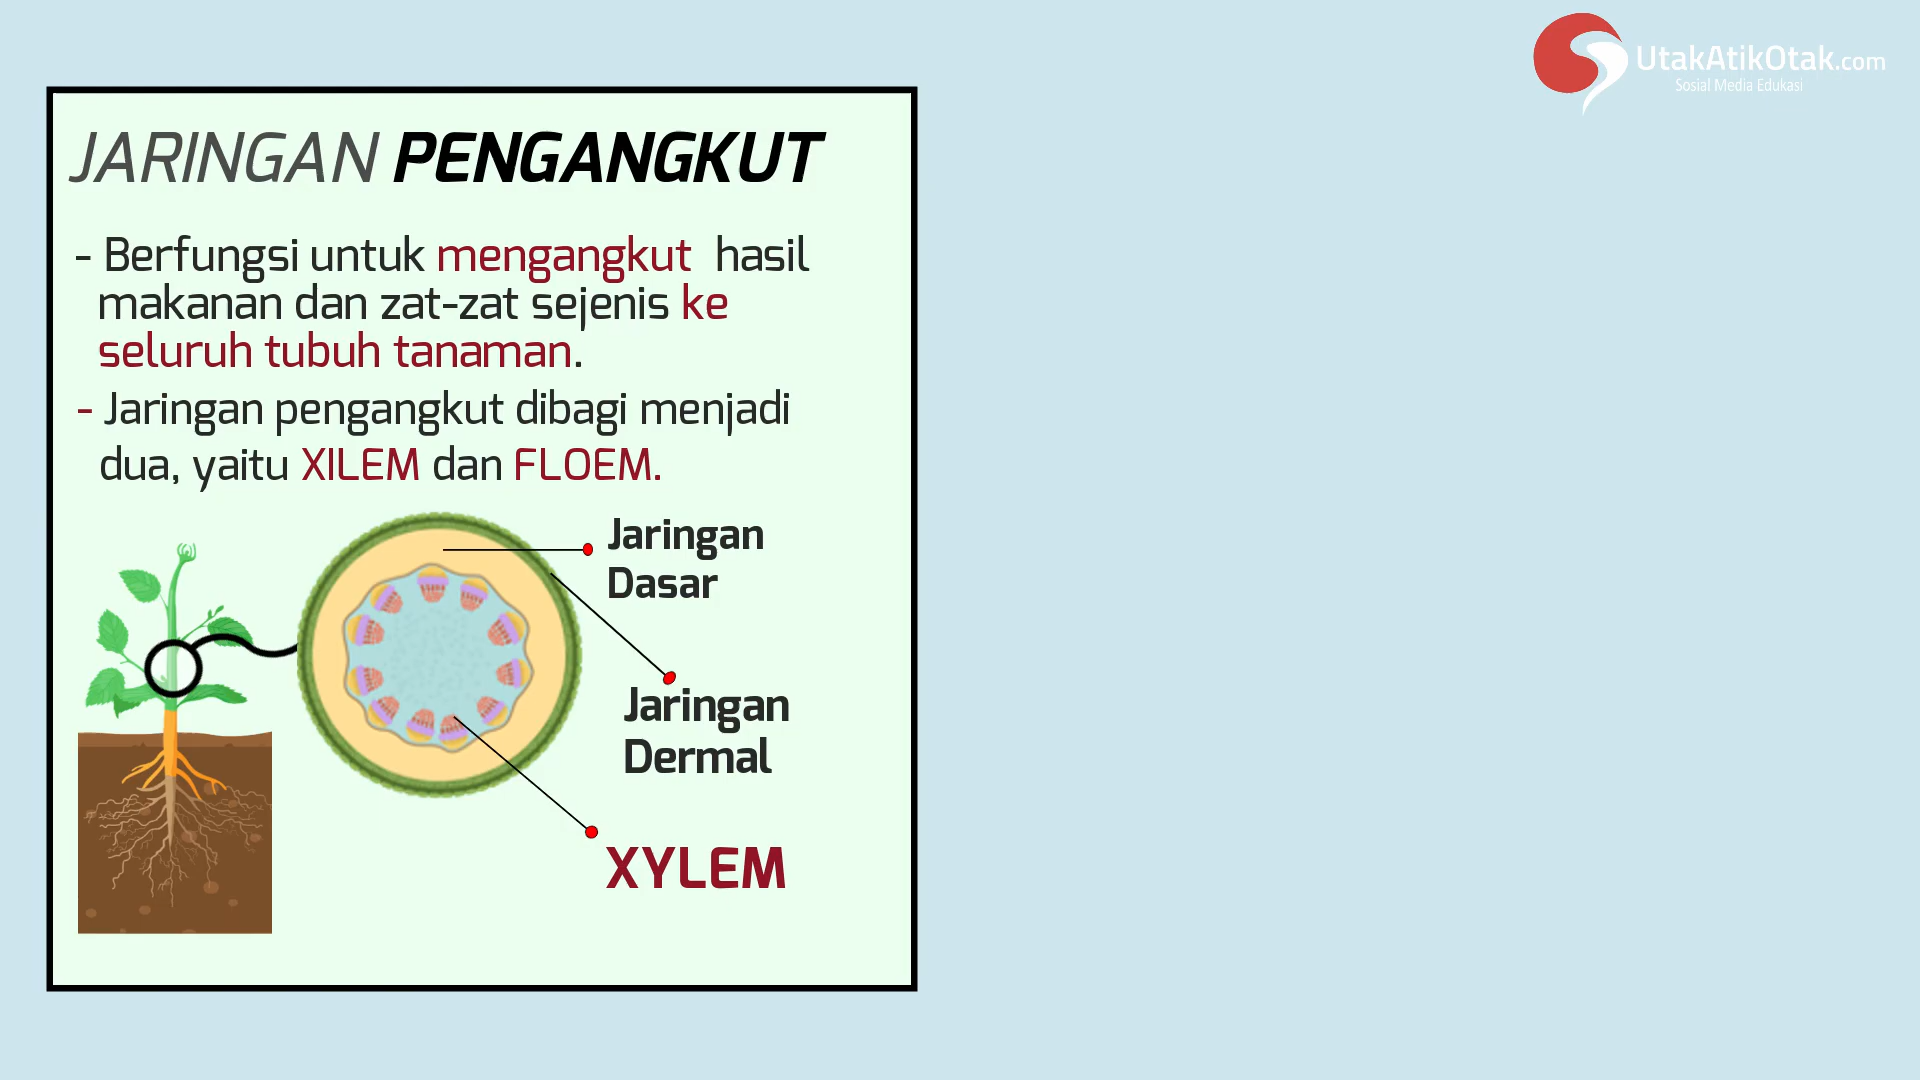 UtakAtikOtak.com
Sosial Media Edukasi
JARINGAN PENGANGKUT
- Berfungsi untuk mengangkut hasil
makanan dan zat-zat sejenis ke
seluruh tubuh tanaman.
- Jaringan pengangkut dibagi menjadi
dua, yaitu XILEM dan FLOEM.
Jaringan
Dasar
Jaringan
Dermal
XYLEM